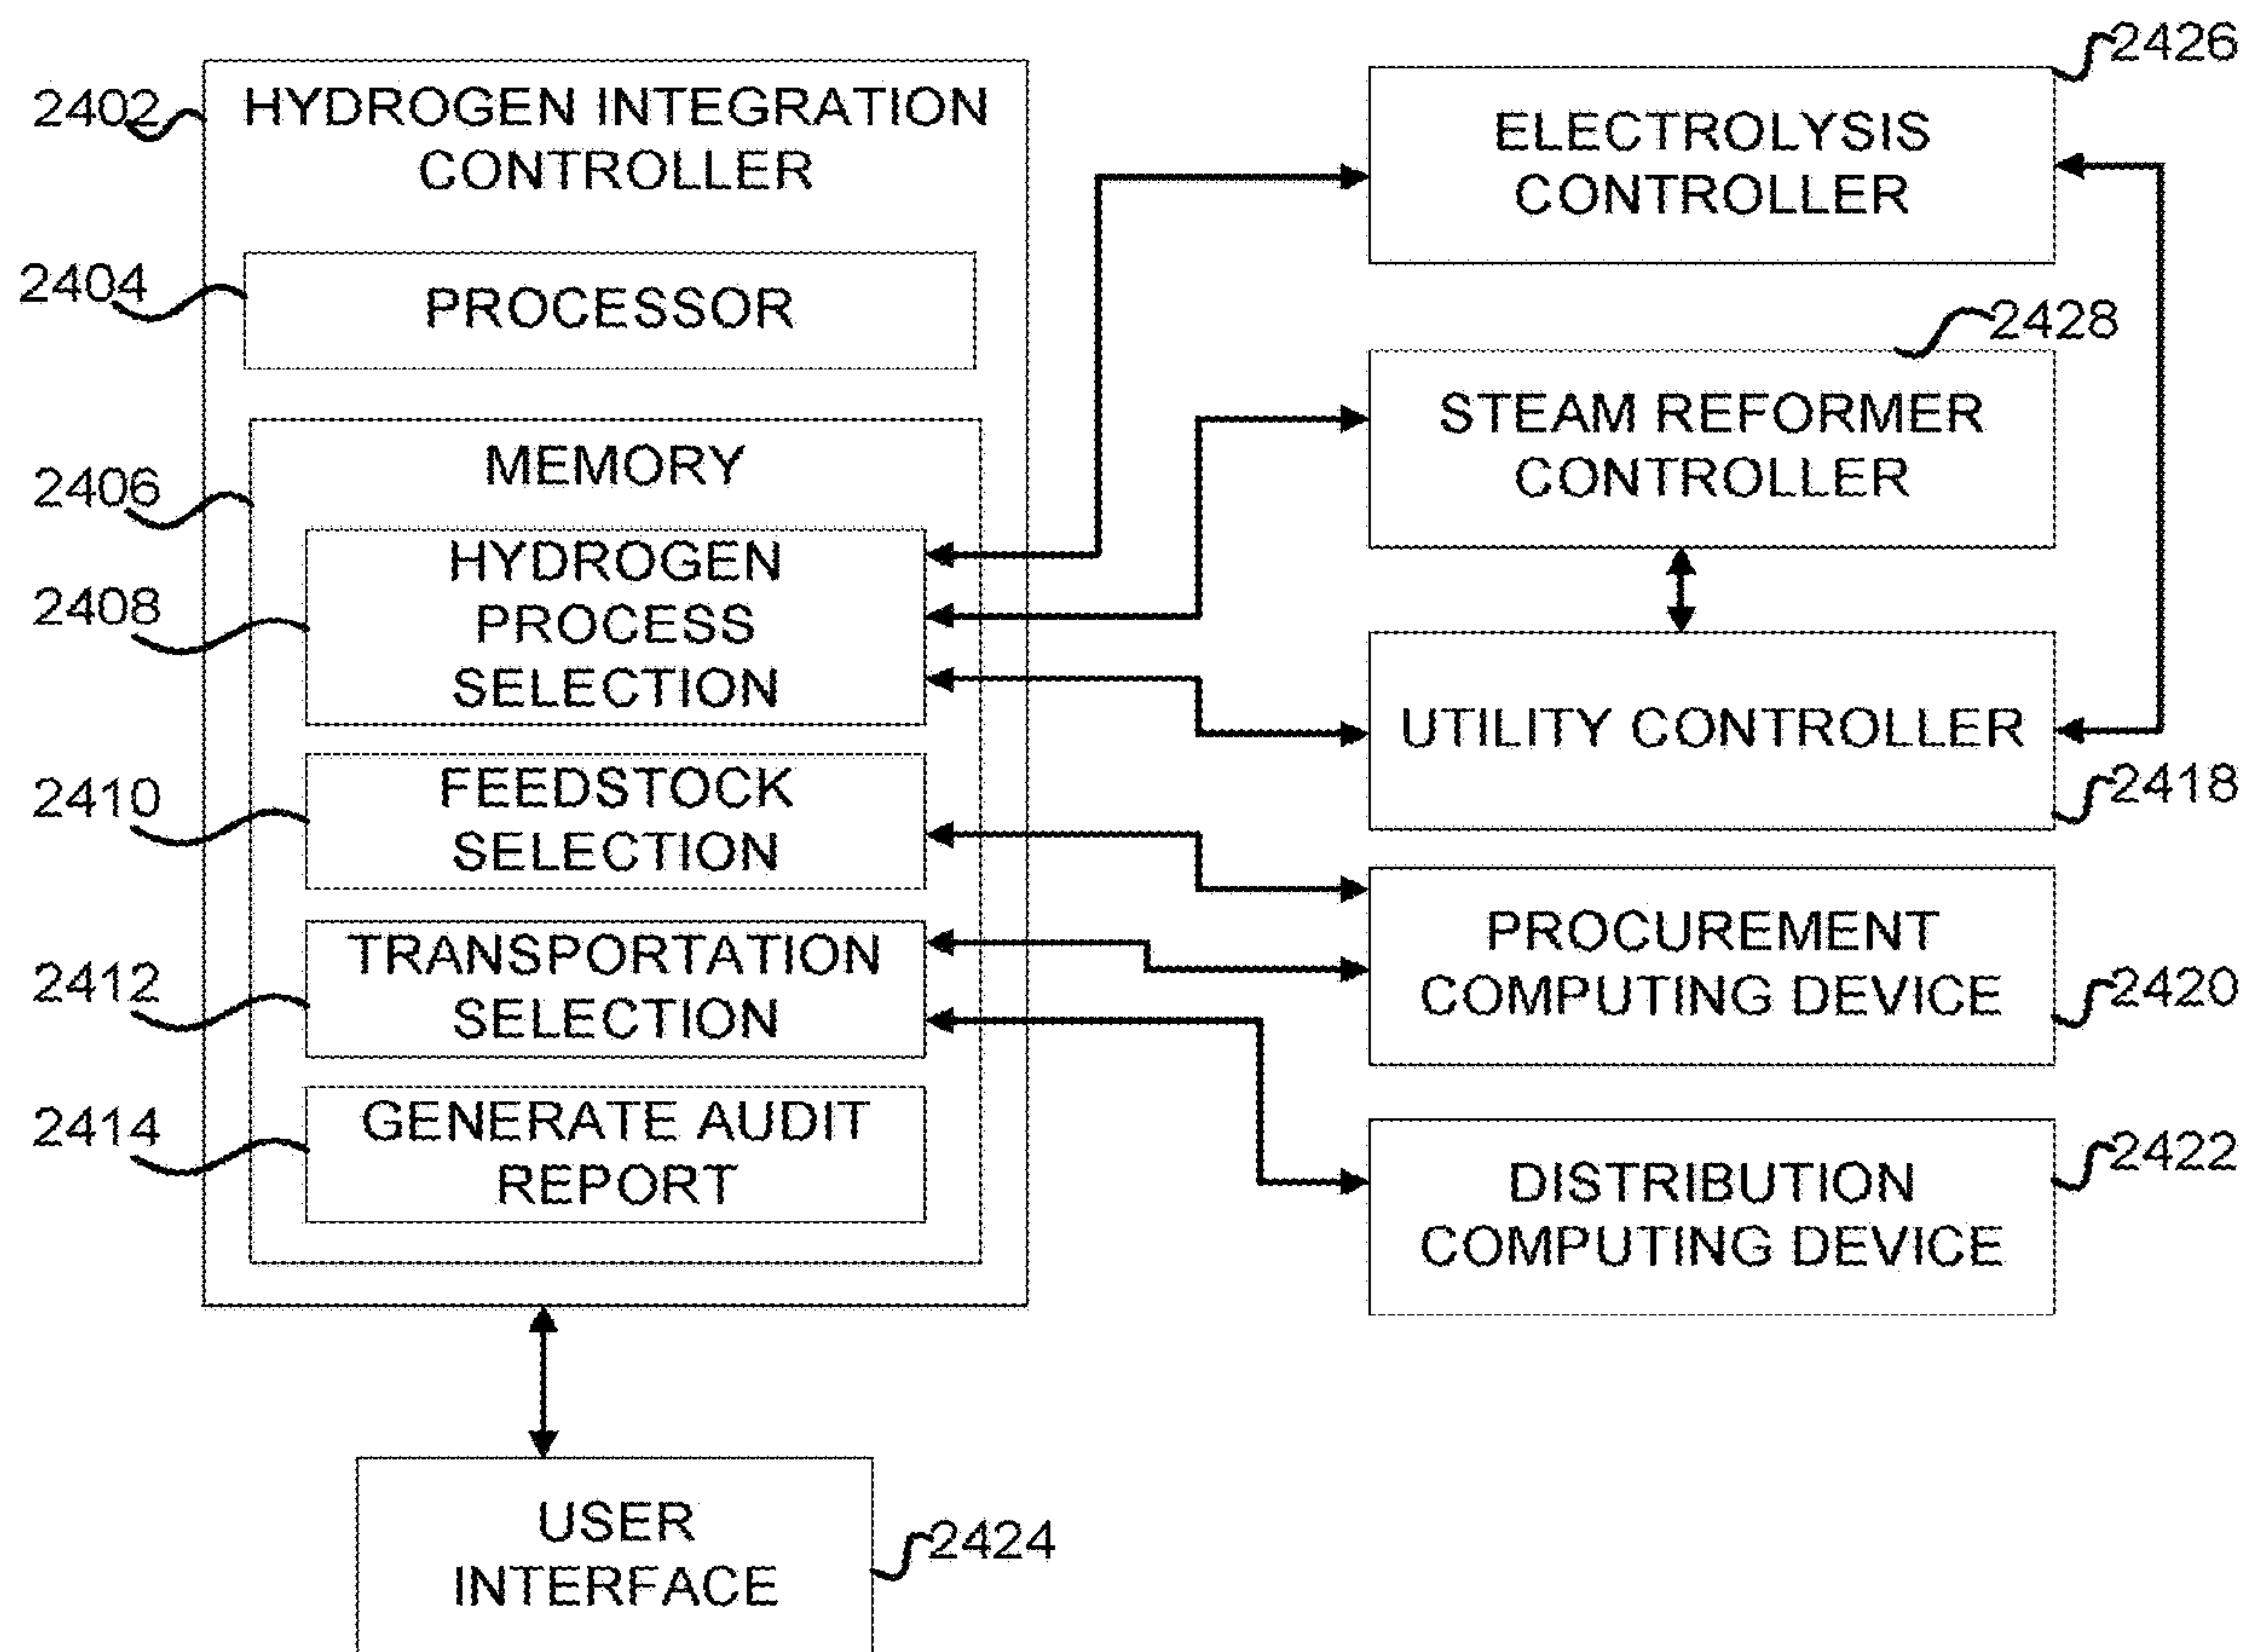 2402
HYDROGEN INTEGRATION
CONTROLLER
2404
PROCESSOR
2406
MEMORY
2408
HYDROGEN
PROCESS
SELECTION
2410
FEEDSTOCK
SELECTION
2412
TRANSPORTATION
SELECTION
2414
GENERATE AUDIT
REPORT
USER
INTERFACE
2424
2426
ELECTROLYSIS
CONTROLLER
2428
STEAM REFORMER
CONTROLLER
UTILITY CONTROLLER
2418
PROCUREMENT
COMPUTING DEVICE
2420
2422
DISTRIBUTION
COMPUTING DEVICE